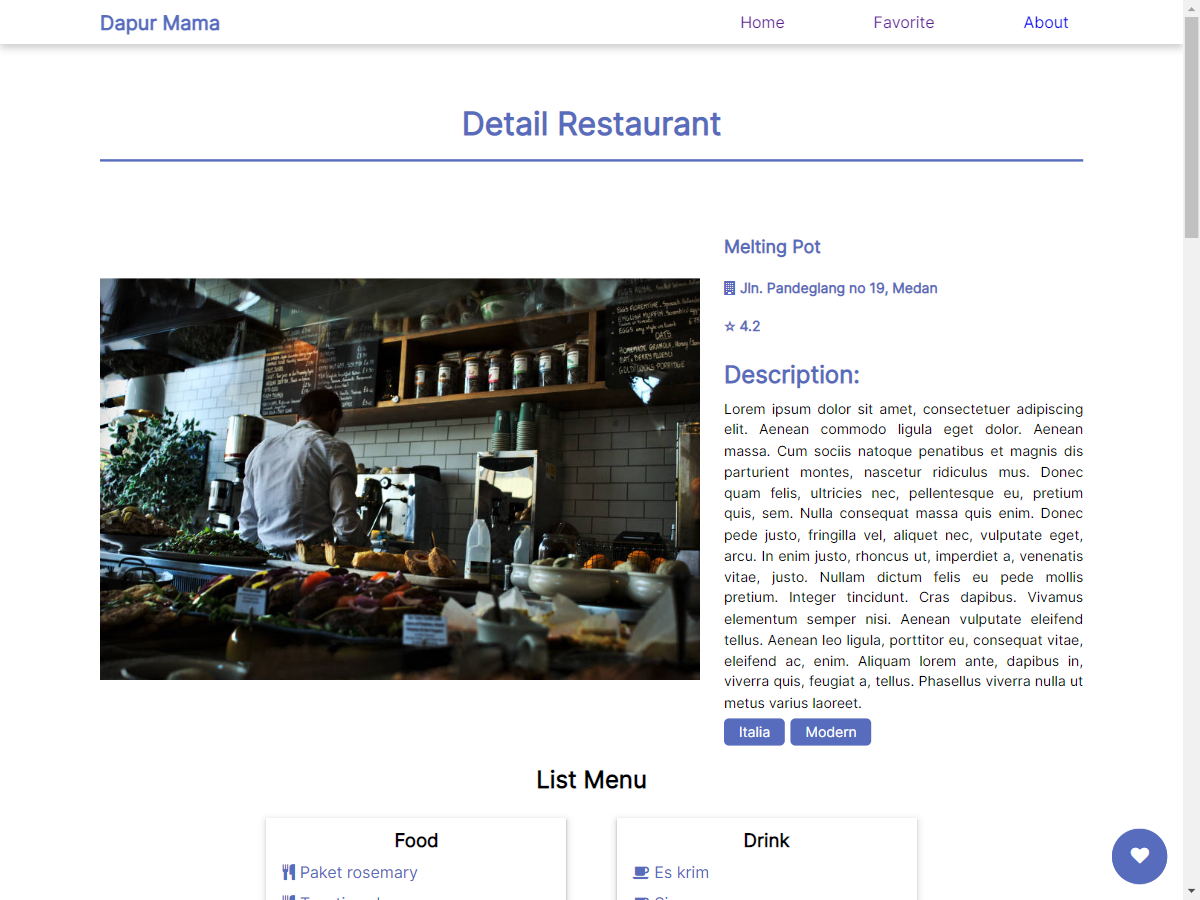 Dapur Mama
Home
Favorite
About
Detail Restaurant
Melting Pot
Jln. Pandeglang no 19, Medan
4.2
Description:
Lorem ipsum dolor sit amet, consectetuer adipiscing
elit. Aenean commodo ligula eget dolor. Aenean
massa. Cum sociis natoque penatibus et magnis dis
parturient montes, nascetur ridiculus mus. Donec
quam felis, ultricies nec, pellentesque eu, pretium
quis, sem. Nulla consequat massa quis enim. Donec
pede justo, fringilla vel, aliquet nec, vulputate eget,
arcu. In enim justo, rhoncus ut, imperdiet a, venenatis
vitae, justo. Nullam dictum felis eu pede mollis
pretium. Integer tincidunt. Cras dapibus. Vivamus
elementum semper nisi. Aenean vulputate eleifend
tellus. Aenean leo ligula, porttitor eu, consequat vitae,
eleifend ac, enim. Aliquam lorem ante, dapibus in,
viverra quis, feugiat a, tellus. Phasellus viverra nulla ut
metus varius laoreet.
Italia
Modern
List Menu
Food
Paket rosemary
Drink
Es krim